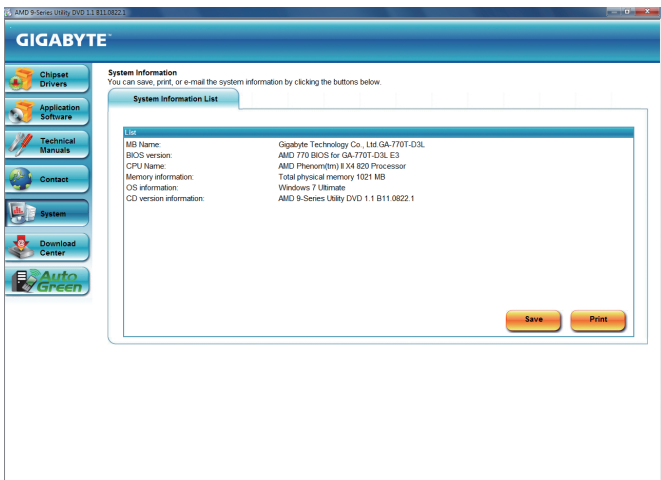 AMD 9-Series Utility DVD 1.1 B11.0822.1
GIGABYTE™
Chipset
Drivers
Application
Software
Technical
Manuals
Contact
System
Download
Center
Auto
Green
System Information
You can save, print, or e-mail the system information by clicking the buttons below.
System Information List
List
MB Name: Gigabyte Technology Co., Ltd.GA-770T-D3L
BIOS version: AMD 770 BIOS for GA-770T-D3L E3
CPU Name: AMD Phenom(tm) II X4 820 Processor
Memory information: Total physical memory 1021 MB
OS information: Windows 7 Ultimate
CD version information: AMD 9-Series Utility DVD 1.1 B11.0822.1
Save Print